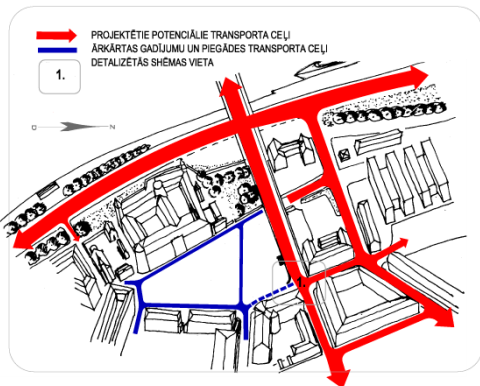 PROJEKTĒTIE POTENCIĀLIE TRANSPORTA CEĻI
ĀRKĀRTAS GADĪJUMU UN PIEGĀDES TRANSPORTA CEĻI
DETALIZĒTĀS SHĒMAS VIETA
1.
D N
1.